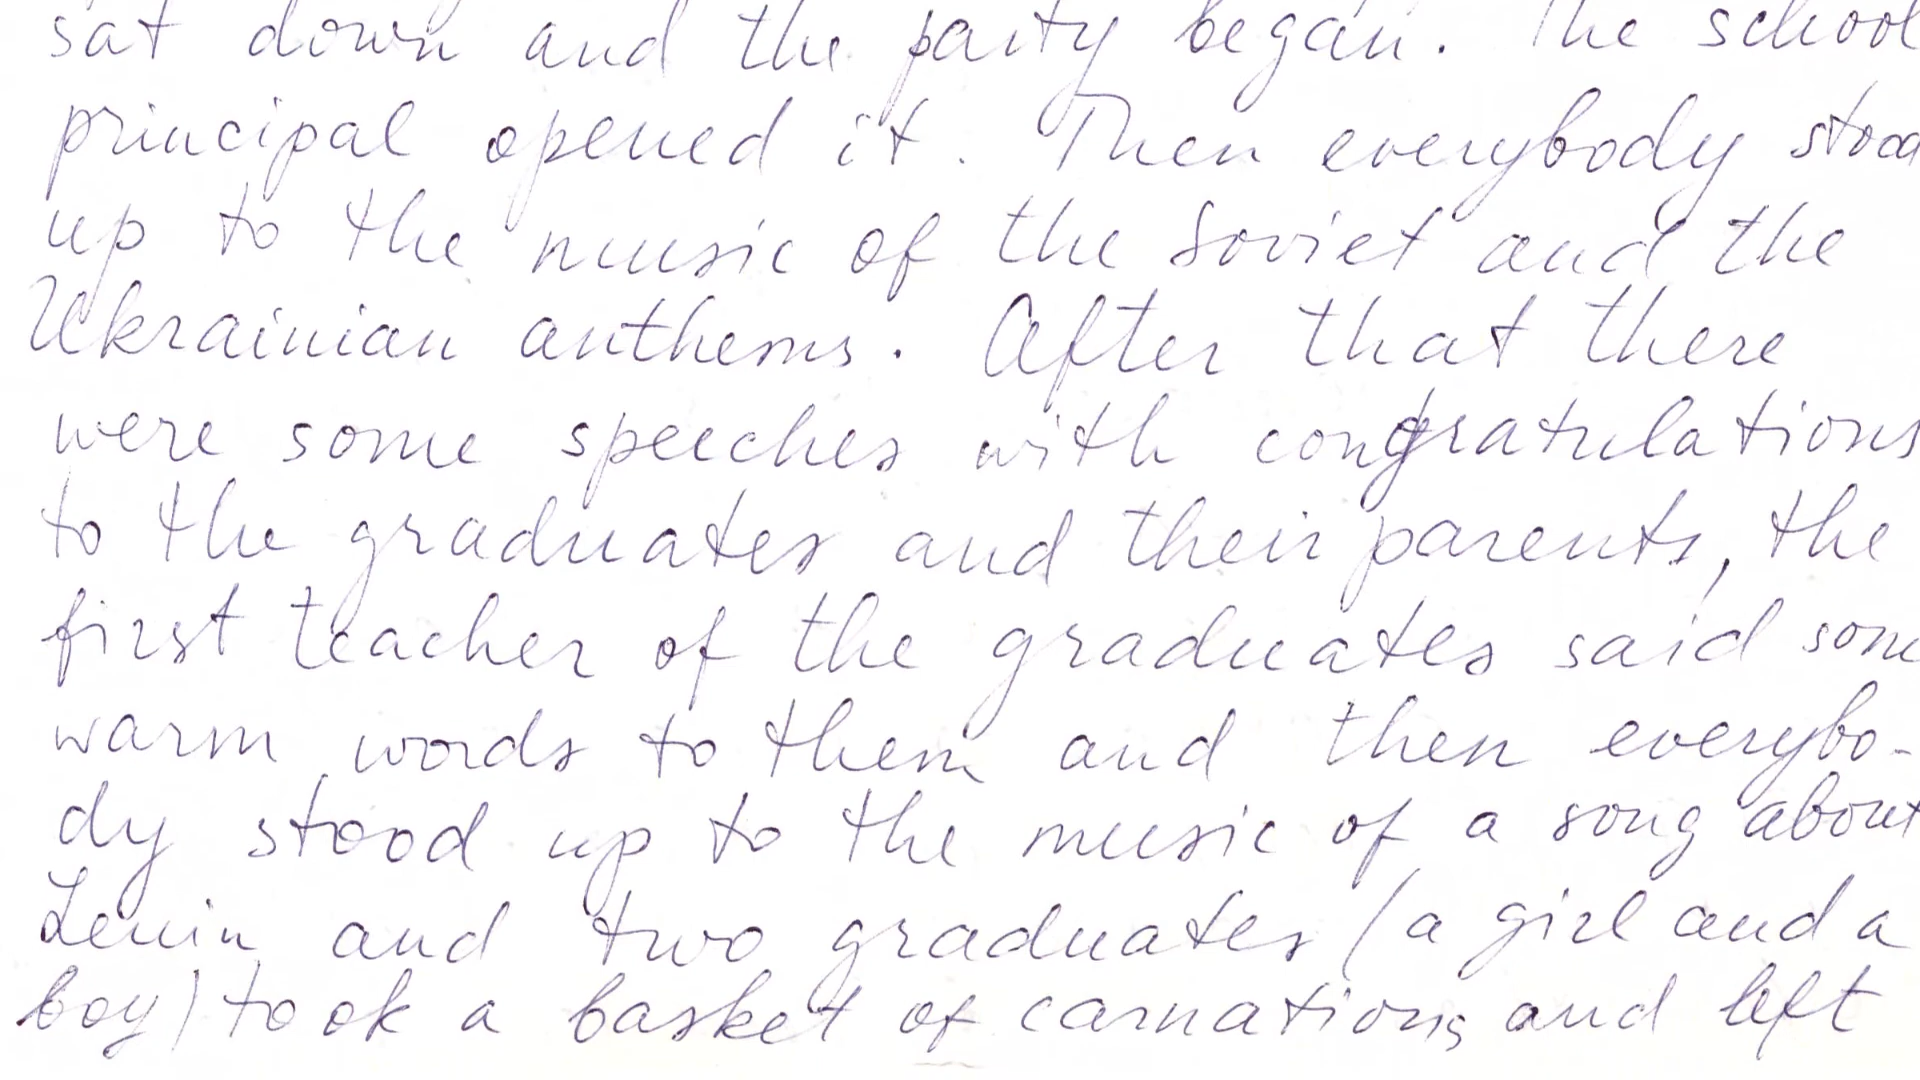 sat down and the party began. The school
principal opened it. Then everybody stood
up to the music of the Soviet and the
Ukrainian anthems. After that there
were some speeches with congratulations
to the graduates and their parents, the
first teacher of the graduates said some
warm words to them and then everybo-
dy stood up to the music of a song about
Lenin and two graduates (a girl and a
boy) took a basket of carnations and left